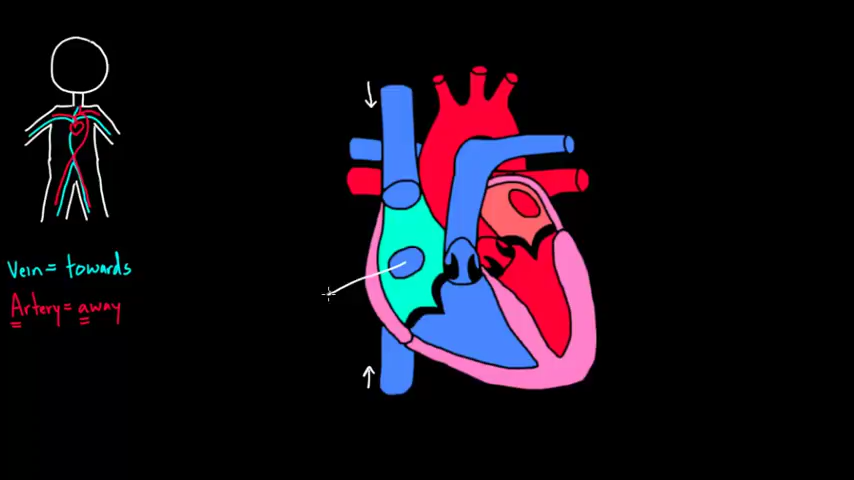 Vein = towards
Artery = away